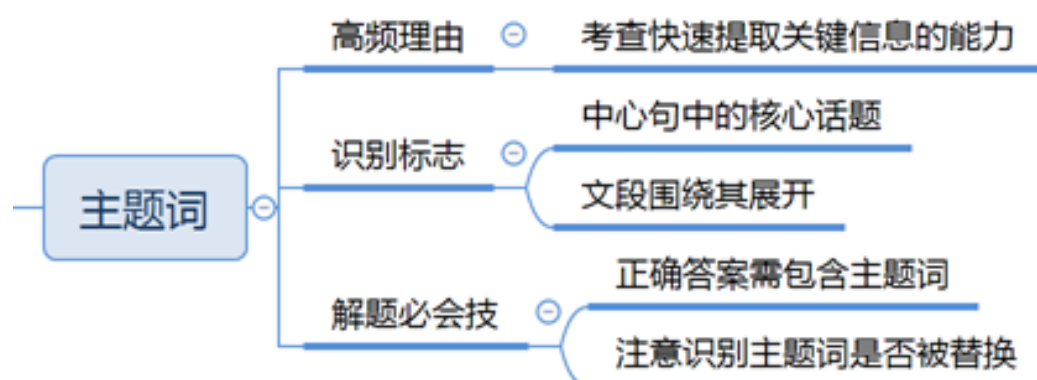 主题词
高频理由
考查快速提取关键信息的能力
识别标志
中心句中的核心话题
文段围绕其展开
解题必会技
正确答案需包含主题词
注意识别主题词是否被替换